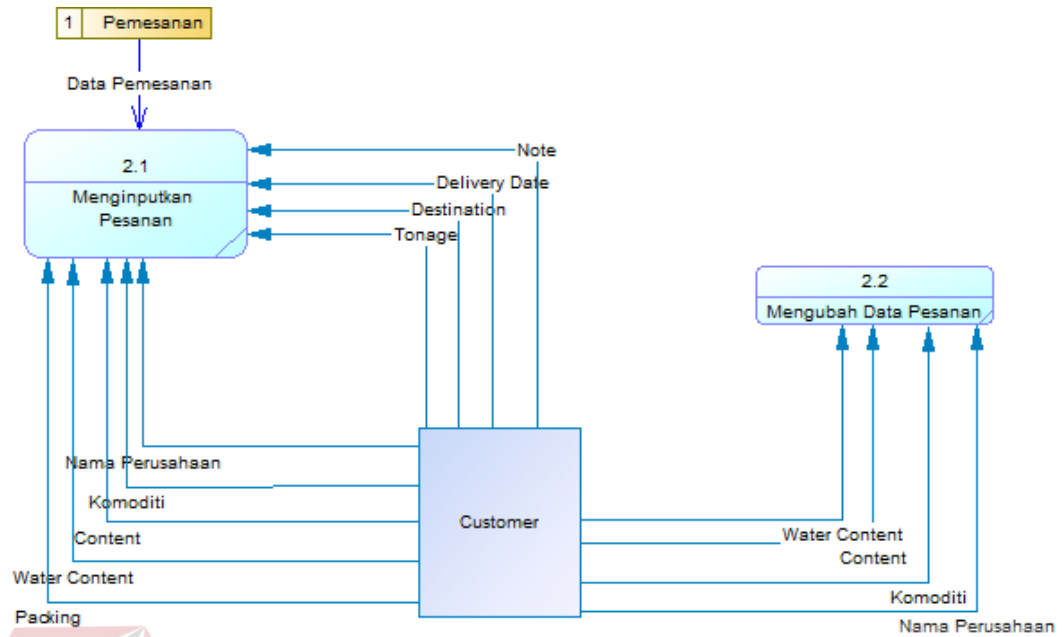 1 Pemesanan
Data Pemesanan
2.1
Menginputkan
Pesanan
Note
Delivery Date
Destination
Tonage
2.2
Mengubah Data Pesanan
Nama Perusahaan
Komoditi
Content
Water Content
Packing
Customer
Water Content
Content
Komoditi
Nama Perusahaan